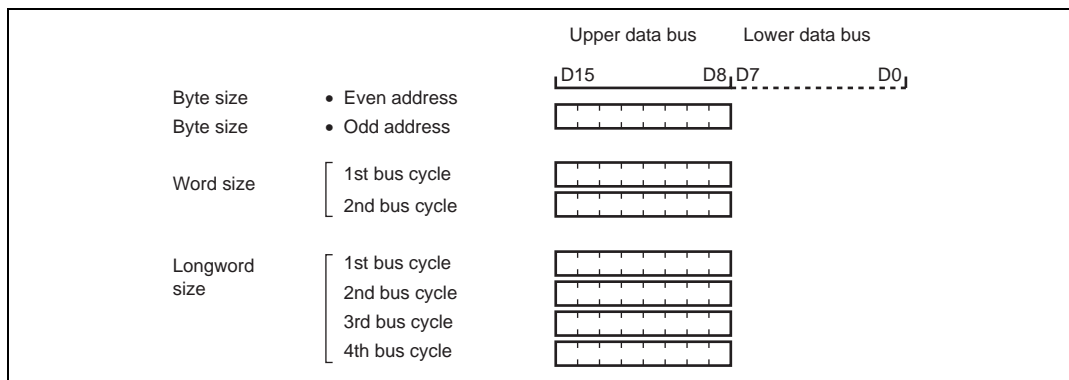 Upper data bus Lower data bus
D15 D8 D7 D0
Byte size • Even address
Byte size • Odd address
Word size 1st bus cycle
2nd bus cycle
Longword size 1st bus cycle
2nd bus cycle
3rd bus cycle
4th bus cycle